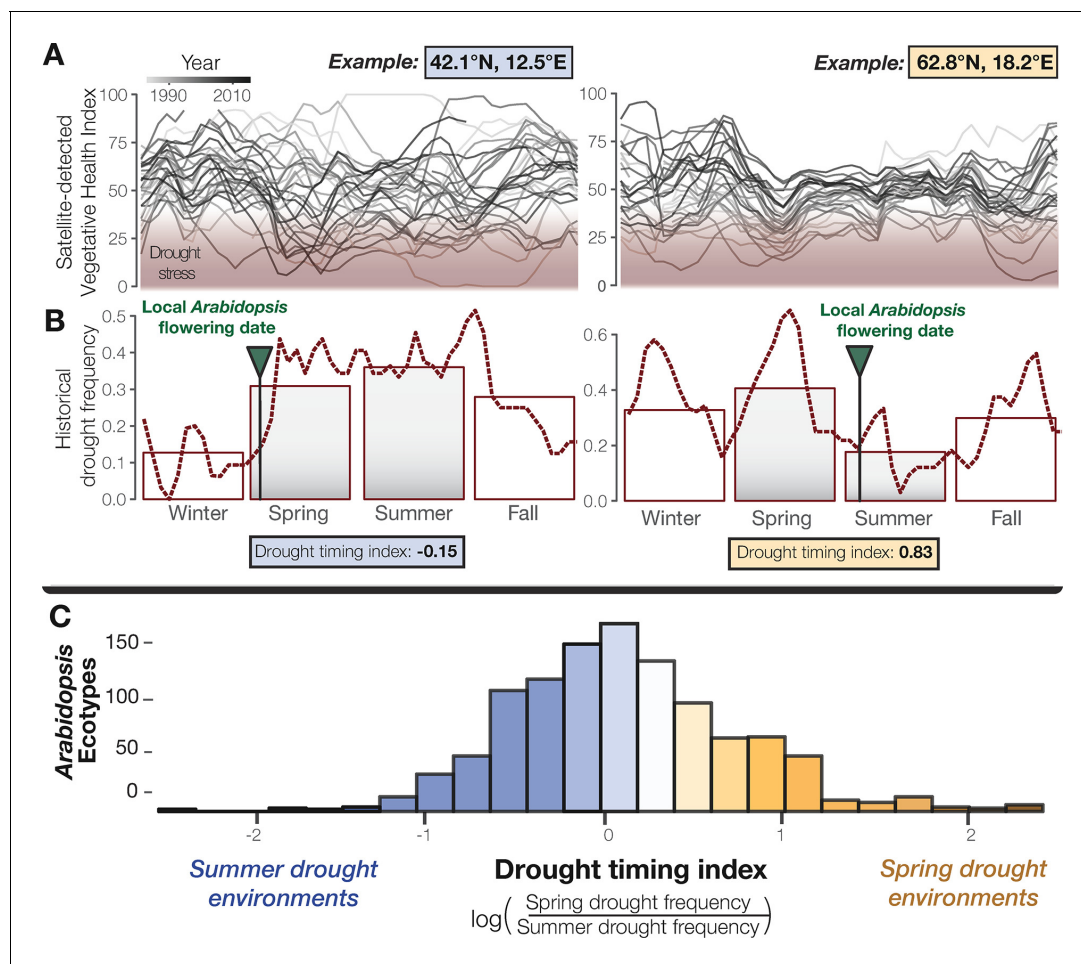 A
Year
1990 2010
Example: 42.1°N, 12.5°E
Example: 62.8°N, 18.2°E
Satellite-detected
Vegetative Health Index
100
75
50
25
0
Drought
stress
100
75
50
25
0
B
Local Arabidopsis
flowering date
Historical
drought frequency
0.5
0.4
0.3
0.2
0.1
0.0
Winter Spring Summer Fall
Drought timing index: -0.15
Local Arabidopsis
flowering date
0.6
0.4
0.2
0.0
Winter Spring Summer Fall
Drought timing index: 0.83
C
Arabidopsis
Ecotypes
150
100
50
0
-2 -1 0 1 2
Summer drought
environments
Drought timing index
log( Spring drought frequency
Summer drought frequency )
Spring drought
environments